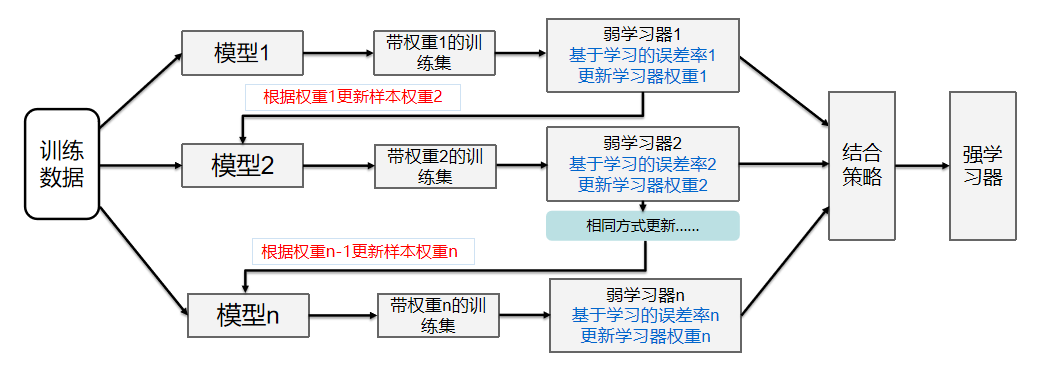 模型1
带权重1的训
练集
弱学习器1
基于学习的误差率1
更新学习器权重1
根据权重1更新样本权重2
训练
数据
模型2
带权重2的训
练集
弱学习器2
基于学习的误差率2
更新学习器权重2
结合
策略
强学
习器
相同方式更新......
根据权重n-1更新样本权重n
模型n
带权重n的训
练集
弱学习器n
基于学习的误差率n
更新学习器权重n